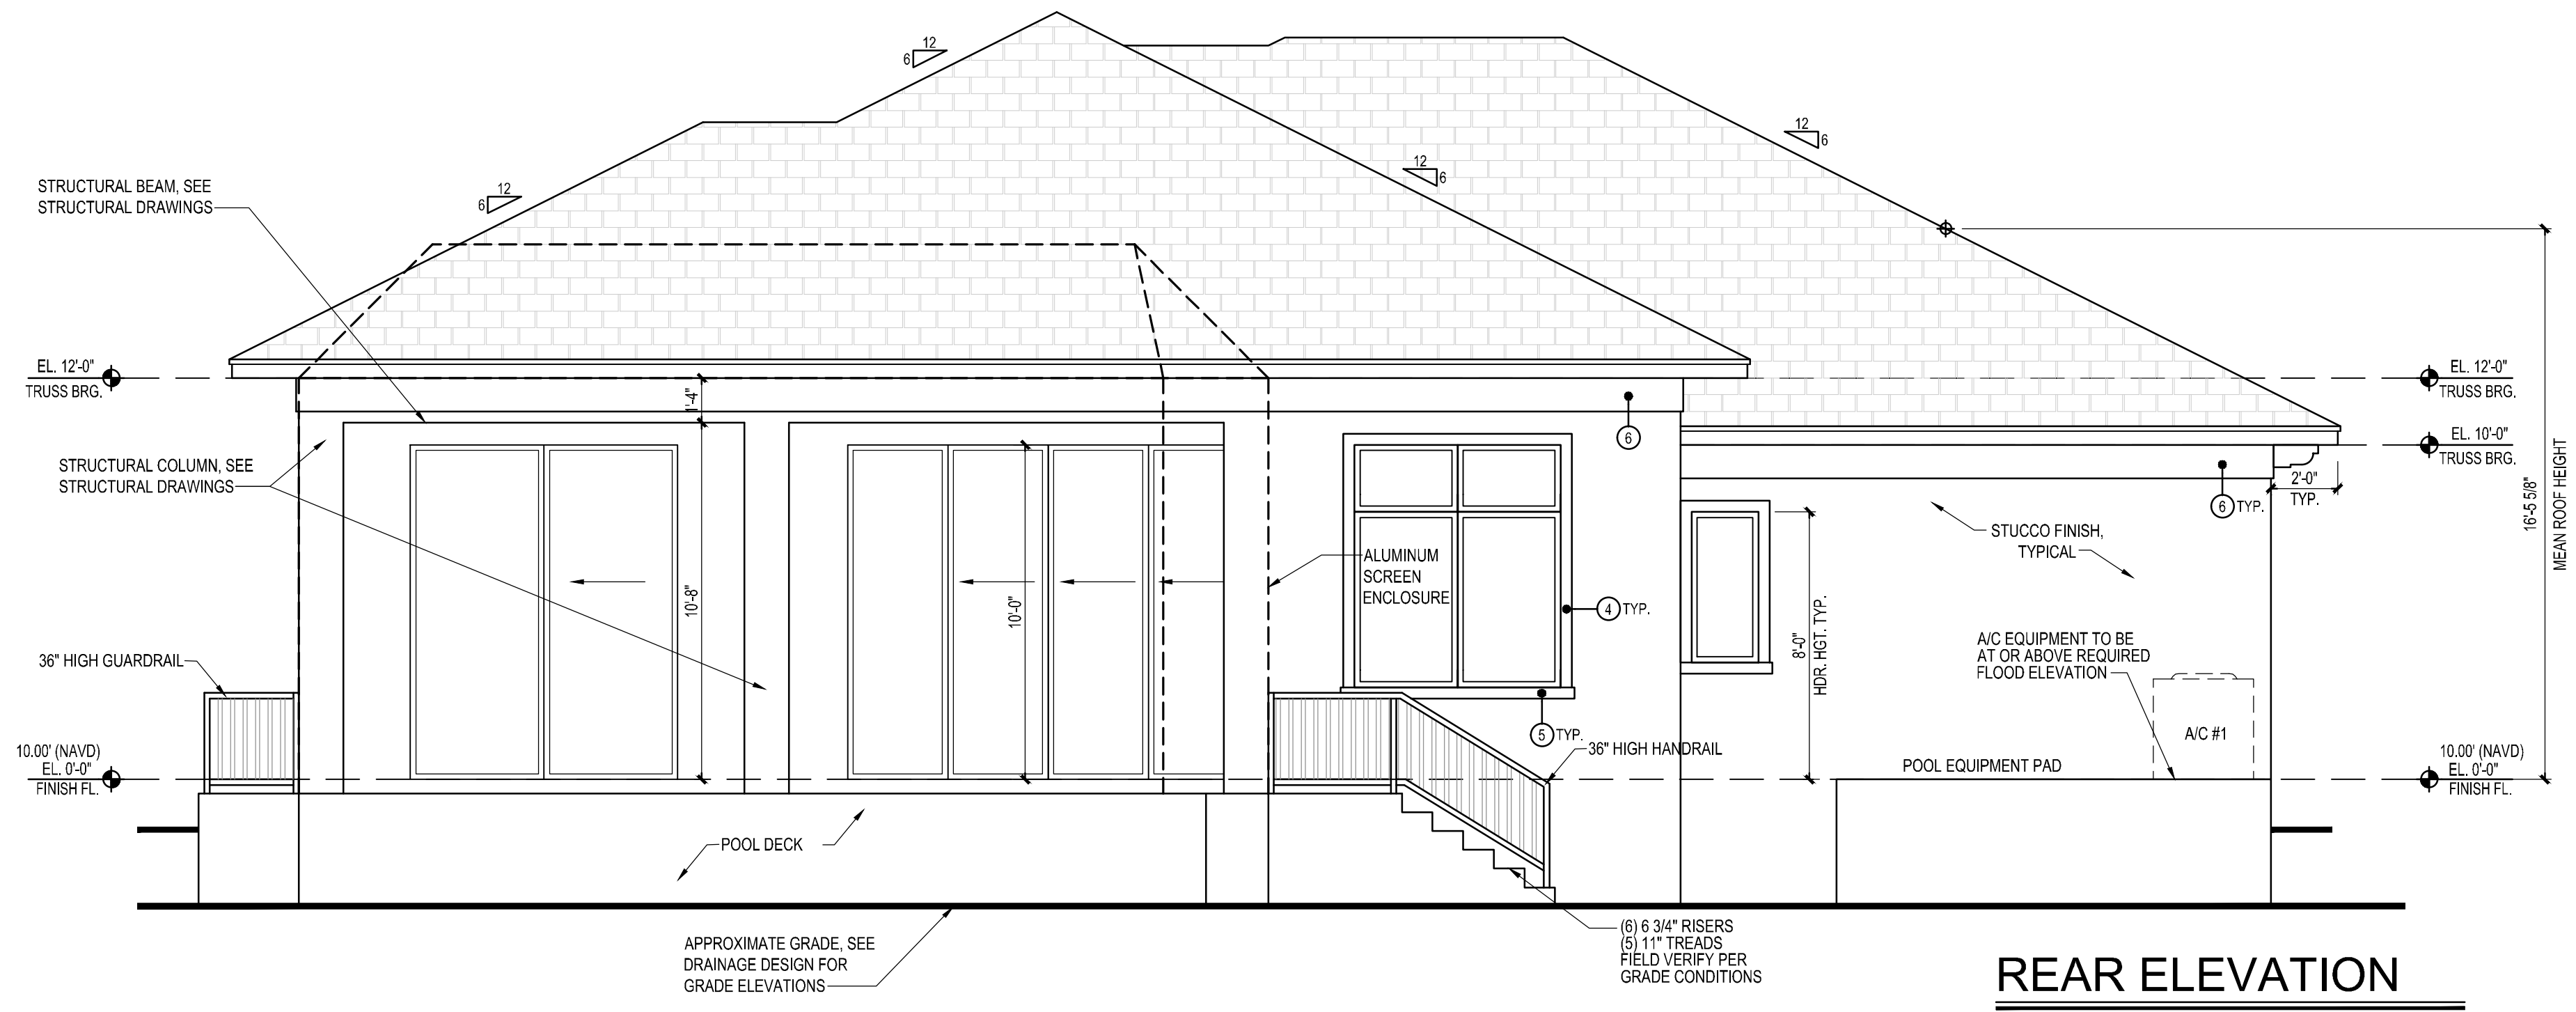 12
6
12
6
12
6
12
6
STRUCTURAL BEAM, SEE
STRUCTURAL DRAWINGS
EL. 12'-0"
TRUSS BRG.
EL. 12'-0"
TRUSS BRG.
1'-4"
6
EL. 10'-0"
TRUSS BRG.
STRUCTURAL COLUMN, SEE
STRUCTURAL DRAWINGS
2'-0"
TYP.
6 TYP.
16'-5 5/8"
MEAN ROOF HEIGHT
STUCCO FINISH,
TYPICAL
ALUMINUM
SCREEN
ENCLOSURE
10'-8"
10'-0"
4 TYP.
8'-0"
HDR. HGT. TYP.
36" HIGH GUARDRAIL
A/C EQUIPMENT TO BE
AT OR ABOVE REQUIRED
FLOOD ELEVATION
A/C #1
5 TYP.
36" HIGH HANDRAIL
10.00' (NAVD)
EL. 0'-0"
FINISH FL.
POOL EQUIPMENT PAD
10.00' (NAVD)
EL. 0'-0"
FINISH FL.
POOL DECK
APPROXIMATE GRADE, SEE
DRAINAGE DESIGN FOR
GRADE ELEVATIONS
(6) 6 3/4" RISERS
(5) 11" TREADS
FIELD VERIFY PER
GRADE CONDITIONS
REAR ELEVATION